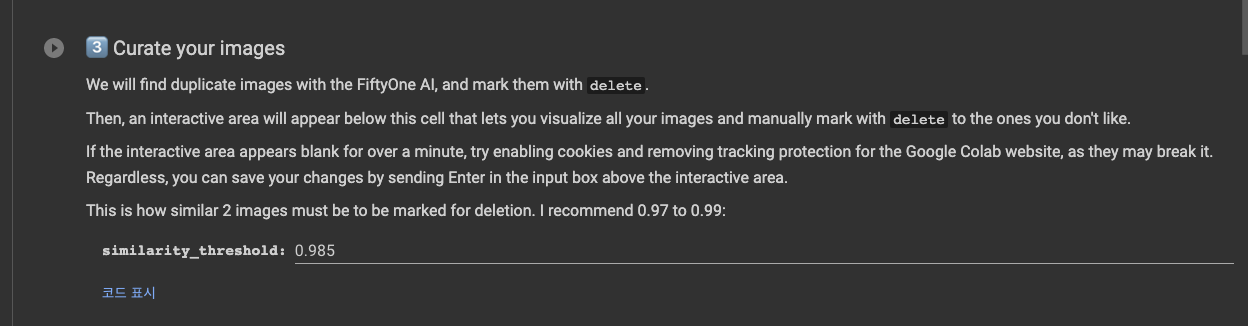 3 Curate your images
We will find duplicate images with the FiftyOne AI, and mark them with delete.
Then, an interactive area will appear below this cell that lets you visualize all your images and manually mark with delete to the ones you don't like.
If the interactive area appears blank for over a minute, try enabling cookies and removing tracking protection for the Google Colab website, as they may break it.
Regardless, you can save your changes by sending Enter in the input box above the interactive area.
This is how similar 2 images must be to be marked for deletion. I recommend 0.97 to 0.99:
similarity_threshold: 0.985
코드 표시